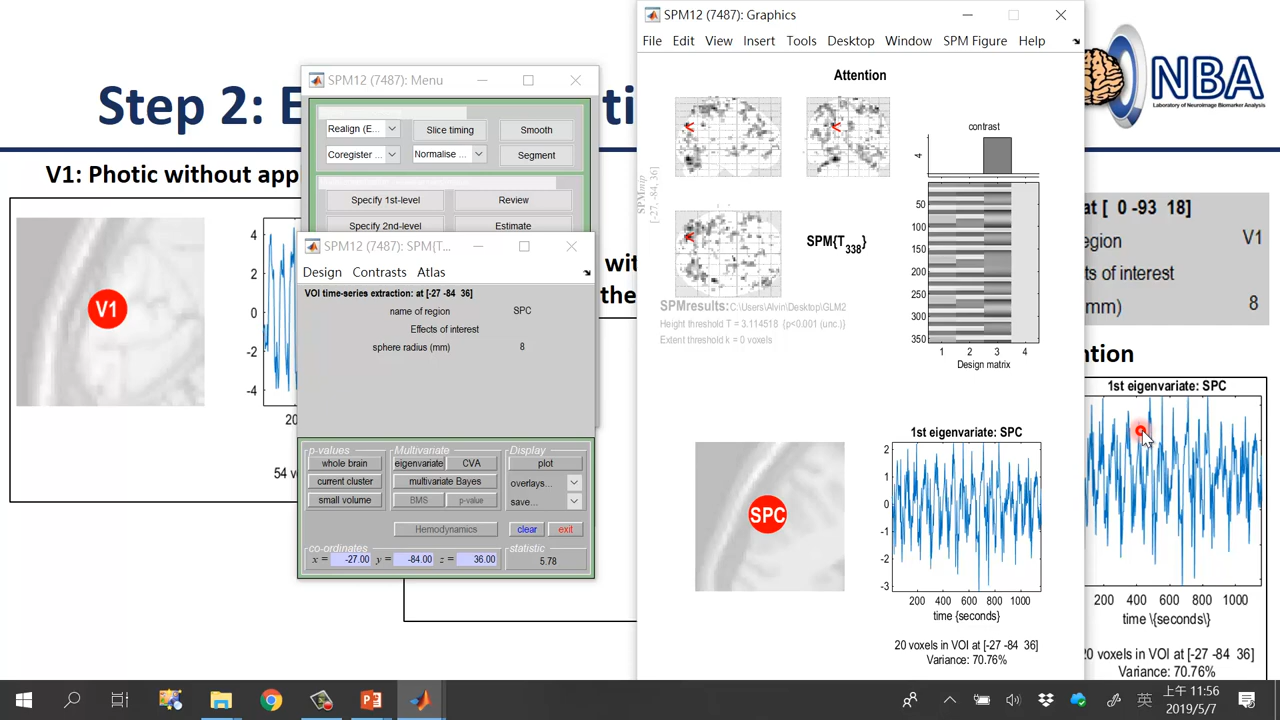 SPM12 (7487): Graphics
File Edit View Insert Tools Desktop Window SPM Figure Help
NBA
Laboratory of Neuroimage Biomarker Analysis
Step 2: E
ti
V1: Photic without app
V1
4
2
0
-2
-4
20
54 v
SPM12 (7487): Menu
Realign (E...
Slice timing
Smooth
Coregister ...
Normalise ...
Segment
Specify 1st-level
Review
Specify 2nd-level
Estimate
wit
the
SPM12 (7487): SPM{T...
Design Contrasts Atlas
VOI time-series extraction: at [-27 -84 36]
name of region SPC
Effects of interest
sphere radius (mm) 8
p-values
Multivariate
Display
whole brain
eigenvariate
CVA
plot
current cluster
multivariate Bayes
overlays...
small volume
BMS
p-value
save...
Hemodynamics
clear
exit
co-ordinates
statistic
x = -27.00 y = -84.00 z = 36.00
5.78
Attention
SPMmip
[-27, -84, 36]
<
<
<
SPM{T338}
SPMresults: C:\Users\Alvin\Desktop\GLM2
Height threshold T = 3.114518 {p<0.001 (unc.)}
Extent threshold k = 0 voxels
contrast
4
50
100
150
200
250
300
350
1 2 3 4
Design matrix
SPC
1st eigenvariate: SPC
2
1
0
-1
-2
-3
200 400 600 800 1000
time {seconds}
20 voxels in VOI at [-27 -84 36]
Variance: 70.76%
at [ 0 -93 18]
egion V1
ts of interest
mm) 8
ntion
1st eigenvariate: SPC
200 400 600 800 1000
time \{seconds\}
20 voxels in VOI at [-27 -84 36]
Variance: 70.76%
英
上午 11:56
2019/5/7